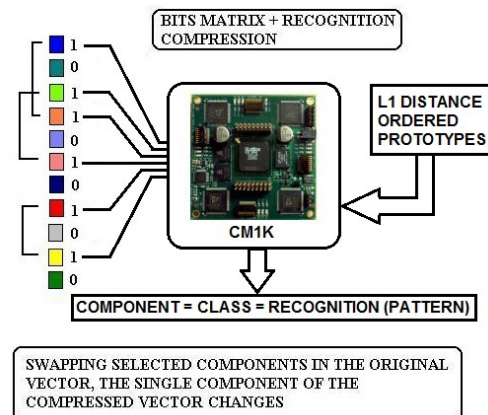 BITS MATRIX + RECOGNITION
COMPRESSION
1
0
1
1
0
1
0
1
0
1
0
L1 DISTANCE
ORDERED
PROTOTYPES
CM1K
COMPONENT = CLASS = RECOGNITION (PATTERN)
SWAPPING SELECTED COMPONENTS IN THE ORIGINAL
VECTOR, THE SINGLE COMPONENT OF THE
COMPRESSED VECTOR CHANGES